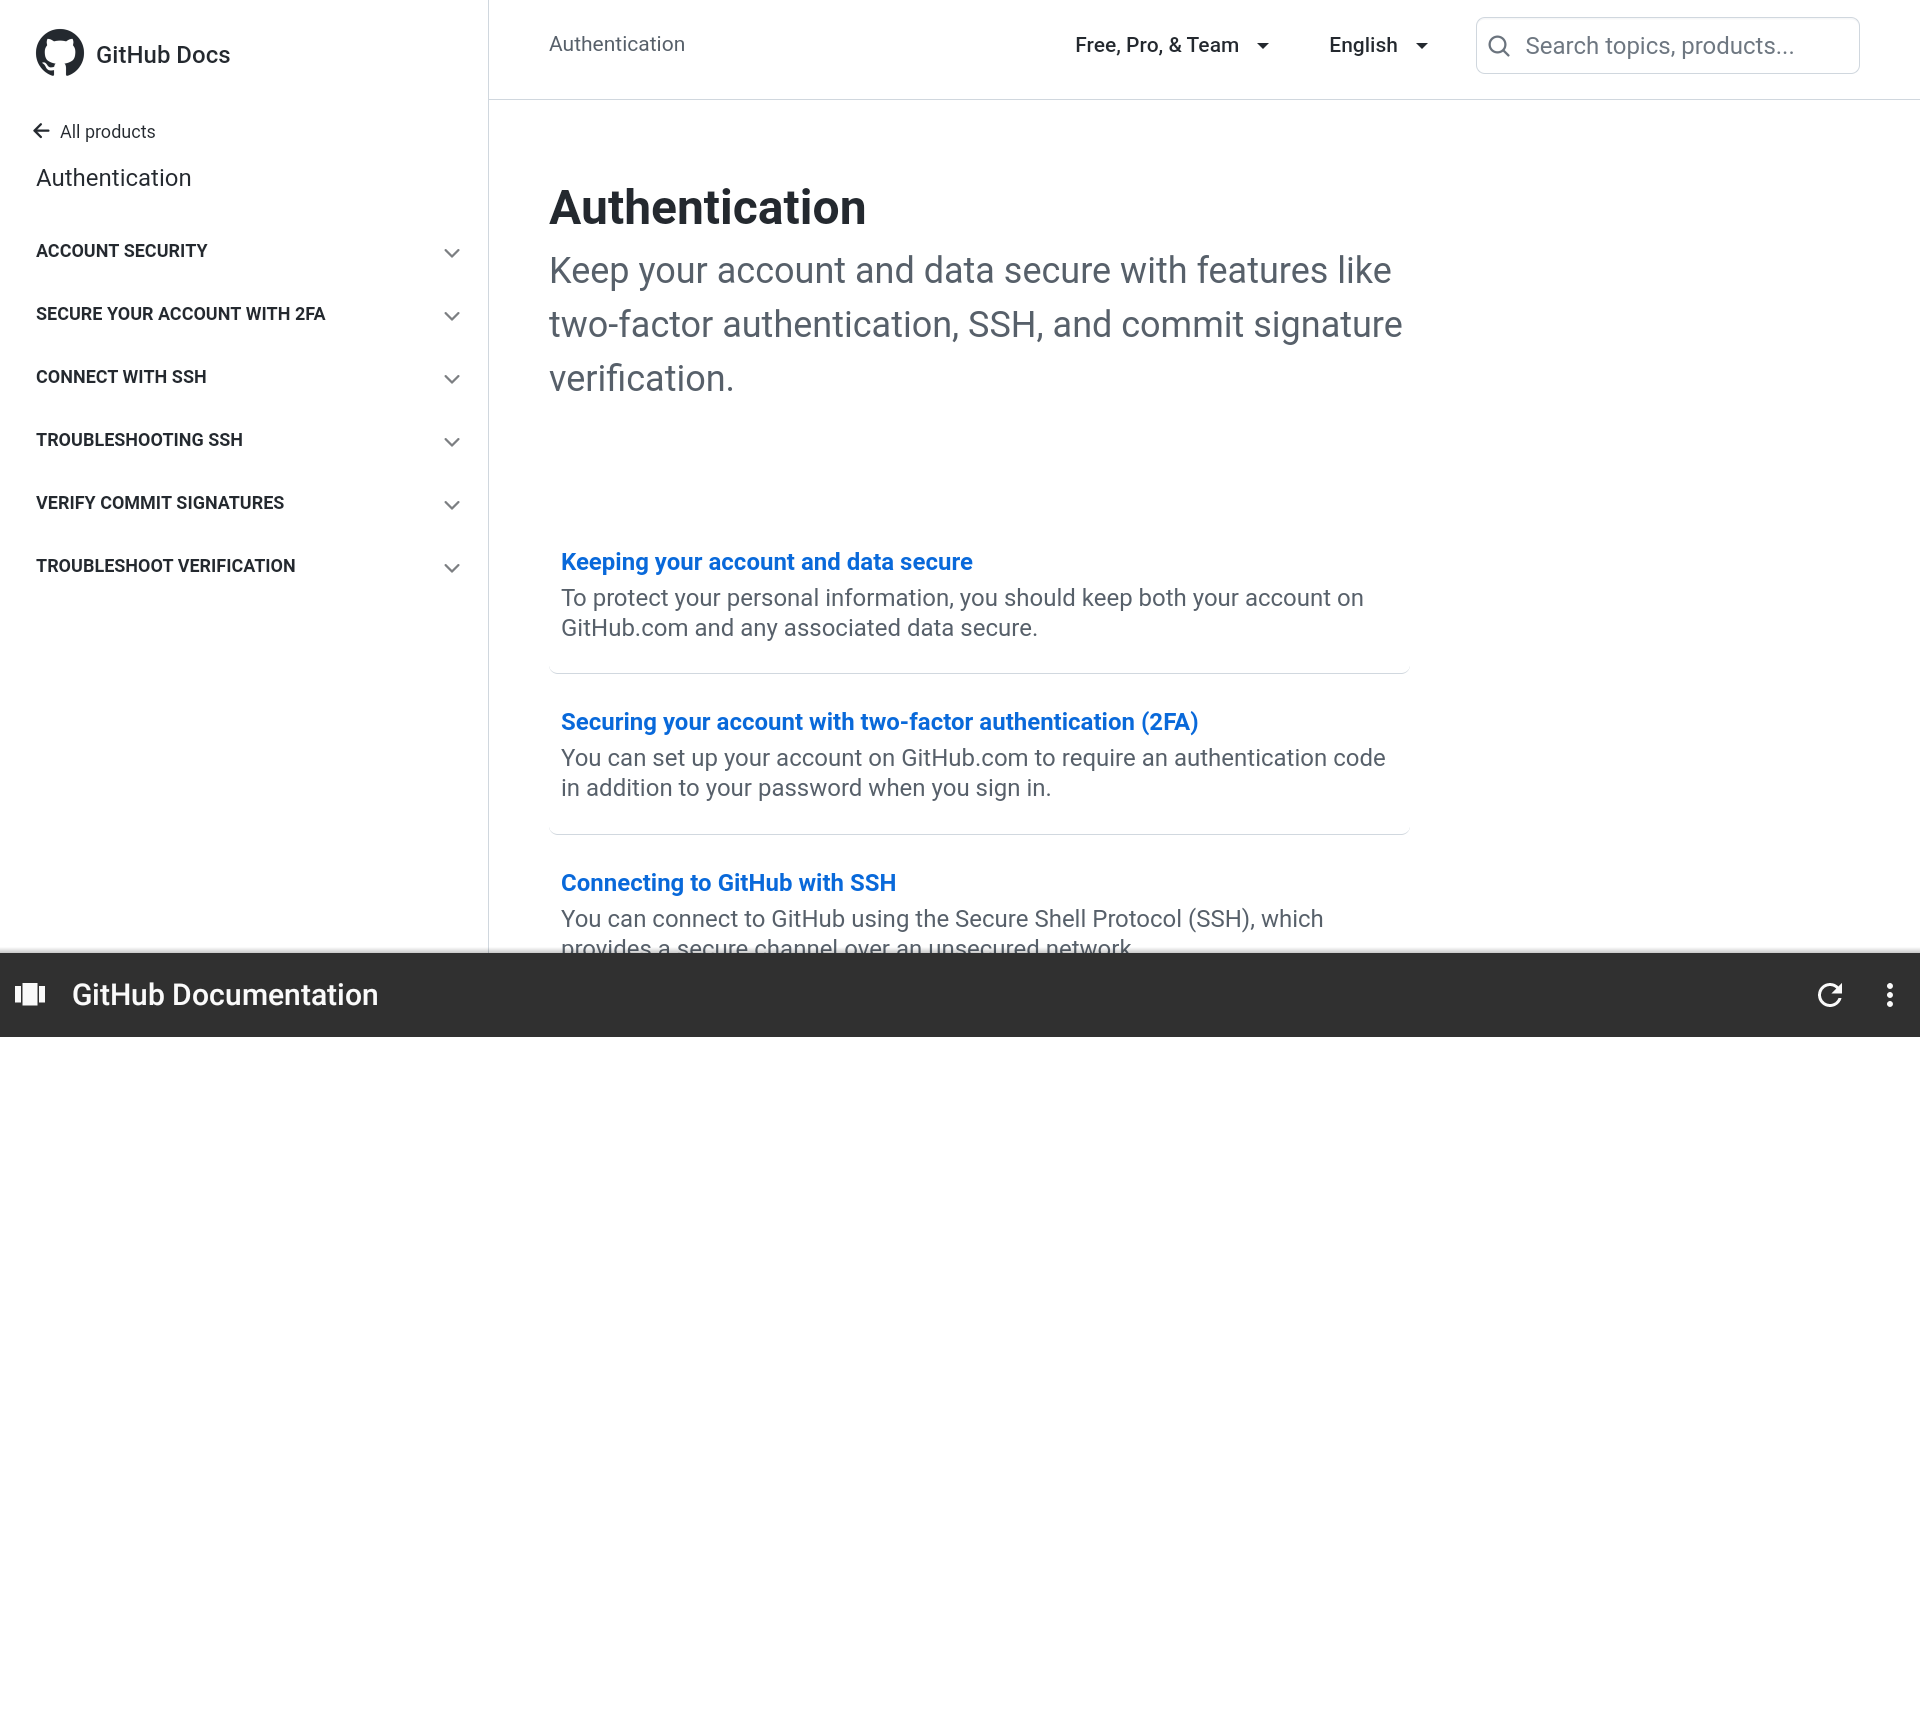 GitHub Docs
All products
Authentication
ACCOUNT SECURITY
SECURE YOUR ACCOUNT WITH 2FA
CONNECT WITH SSH
TROUBLESHOOTING SSH
VERIFY COMMIT SIGNATURES
TROUBLESHOOT VERIFICATION
Authentication
Free, Pro, & Team
English
Search topics, products...
Authentication
Keep your account and data secure with features like
two-factor authentication, SSH, and commit signature
verification.
Keeping your account and data secure
To protect your personal information, you should keep both your account on
GitHub.com and any associated data secure.
Securing your account with two-factor authentication (2FA)
You can set up your account on GitHub.com to require an authentication code
in addition to your password when you sign in.
Connecting to GitHub with SSH
You can connect to GitHub using the Secure Shell Protocol (SSH), which
provides a secure channel over an unsecured network.
GitHub Documentation